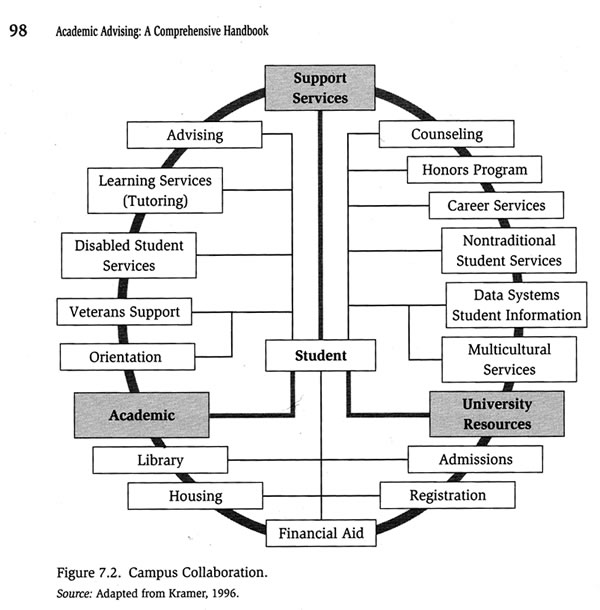 98
Academic Advising: A Comprehensive Handbook
Support
Services
Advising
Counseling
Learning Services
(Tutoring)
Honors Program
Career Services
Disabled Student
Services
Nontraditional
Student Services
Veterans Support
Data Systems
Student Information
Orientation
Student
Multicultural
Services
Academic
University
Resources
Library
Admissions
Housing
Registration
Financial Aid
Figure 7.2. Campus Collaboration.
Source: Adapted from Kramer, 1996.